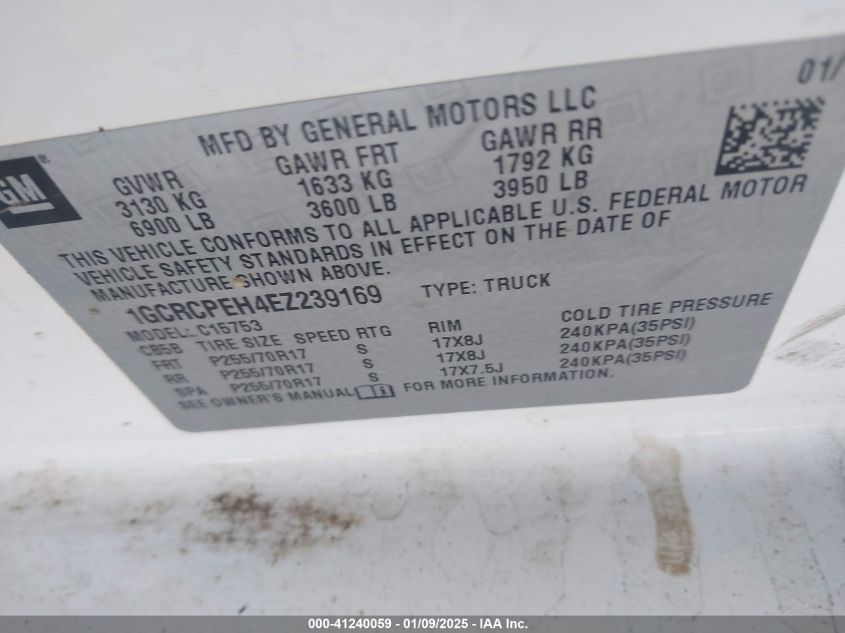 01/
MFD BY GENERAL MOTORS LLC
GM®
GVWR GAWR FRT GAWR RR
3130 KG 1633 KG 1792 KG
6900 LB 3600 LB 3950 LB
THIS VEHICLE CONFORMS TO ALL APPLICABLE U.S. FEDERAL MOTOR
VEHICLE SAFETY STANDARDS IN EFFECT ON THE DATE OF
MANUFACTURE SHOWN ABOVE.
1GCRCPEH4EZ239169 TYPE: TRUCK
MODEL: C15753
CB5B TIRE SIZE SPEED RTG RIM COLD TIRE PRESSURE
FRT P255/70R17 S 17X8J 240KPA(35PSI)
RR P255/70R17 S 17X8J 240KPA(35PSI)
SPA P255/70R17 S 17X7.5J 240KPA(35PSI)
SEE OWNER'S MANUAL FOR MORE INFORMATION.
000-41240059 - 01/09/2025 - IAA Inc.